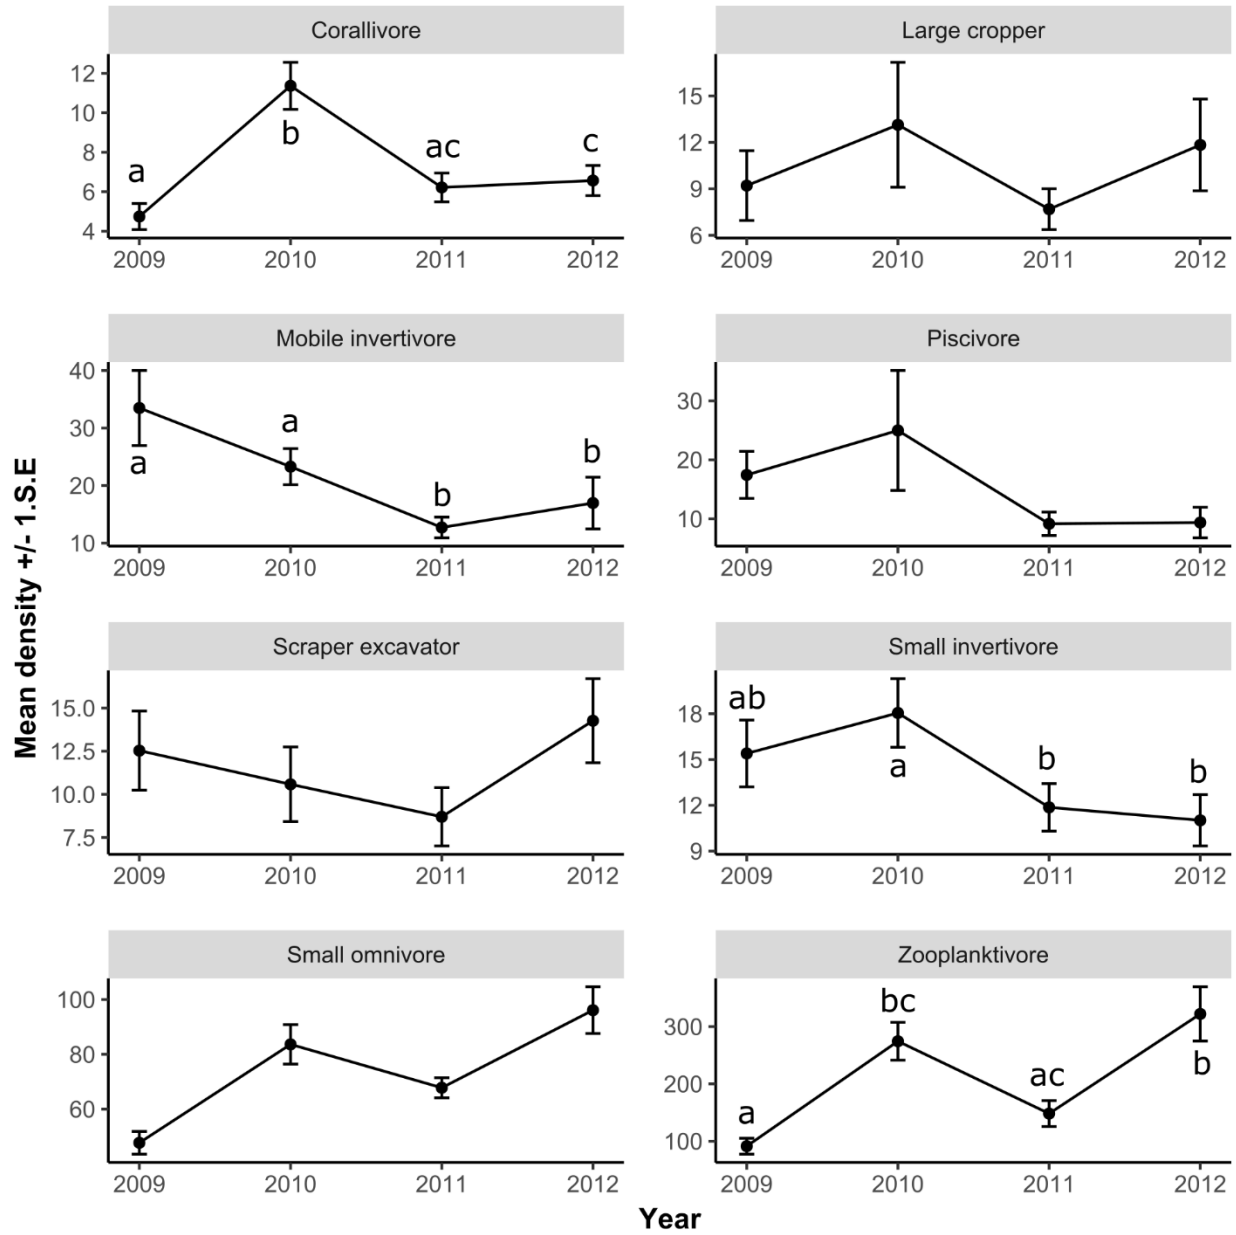 Corallivore
Large cropper
12
10
8
6
4
a
b
ac
c
15
12
9
6
2009 2010 2011 2012
2009 2010 2011 2012
Mobile invertivore
Piscivore
40
30
20
10
a
a
b
b
30
20
10
2009 2010 2011 2012
2009 2010 2011 2012
Mean density +/- 1.S.E
Scraper excavator
Small invertivore
15.0
12.5
10.0
7.5
18
15
12
9
ab
a
b
b
2009 2010 2011 2012
2009 2010 2011 2012
Small omnivore
Zooplanktivore
100
80
60
300
200
100
a
bc
ac
b
2009 2010 2011 2012
2009 2010 2011 2012
Year